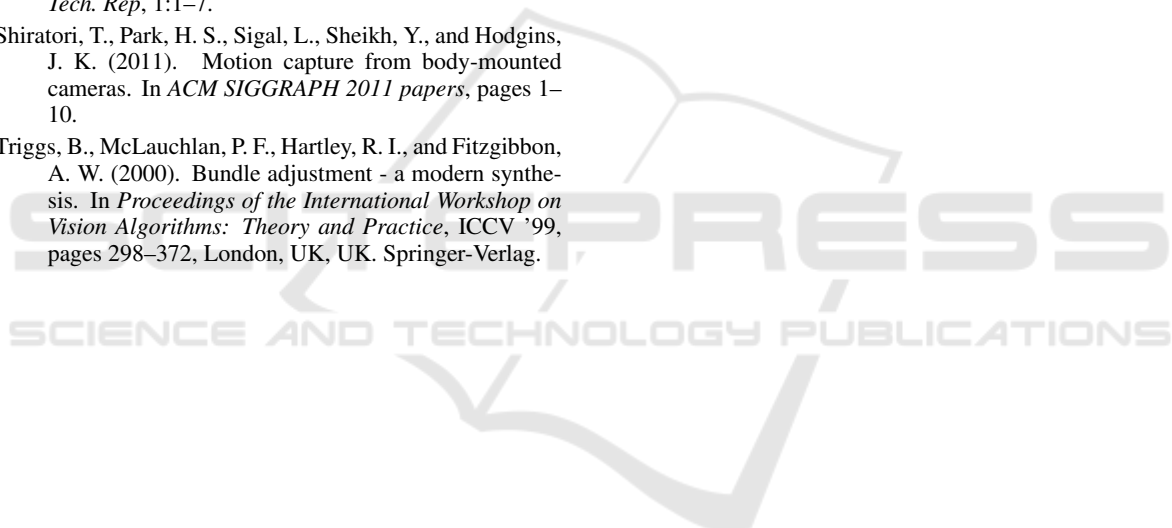 Tech. Rep, 1:1–7.
Shiratori, T., Park, H. S., Sigal, L., Sheikh, Y., and Hodgins,
J. K. (2011). Motion capture from body-mounted
cameras. In ACM SIGGRAPH 2011 papers, pages 1–
10.
Triggs, B., McLauchlan, P. F., Hartley, R. I., and Fitzgibbon,
A. W. (2000). Bundle adjustment - a modern synthe-
sis. In Proceedings of the International Workshop on
Vision Algorithms: Theory and Practice, ICCV ’99,
pages 298–372, London, UK, UK. Springer-Verlag.
SCITEPRESS
SCIENCE AND TECHNOLOGY PUBLICATIONS